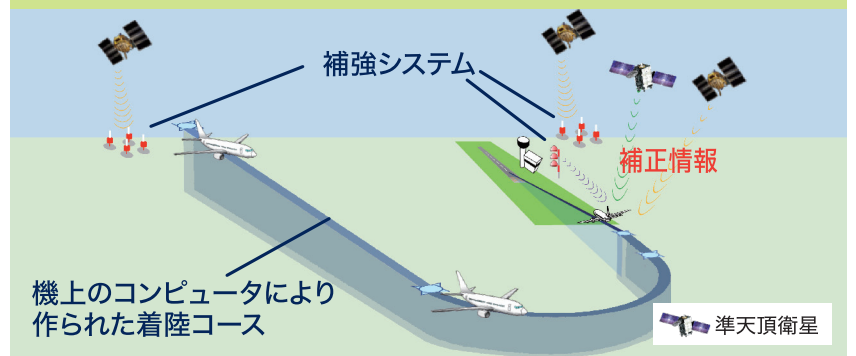 補強システム
補正情報
機上のコンピュータにより
作られた着陸コース
準天頂衛星